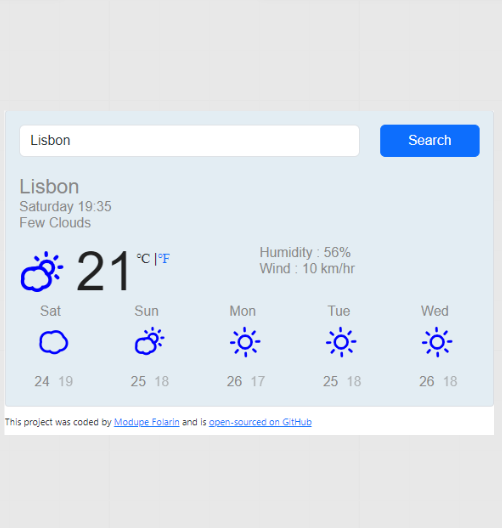 Lisbon Search
Lisbon
Saturday 19:35
Few Clouds
21 °C |°F
Humidity : 56%
Wind : 10 km/hr
Sat Sun Mon Tue Wed
24 19 25 18 26 17 25 18 26 18
This project was coded by Modupe Folarin and is open-sourced on GitHub